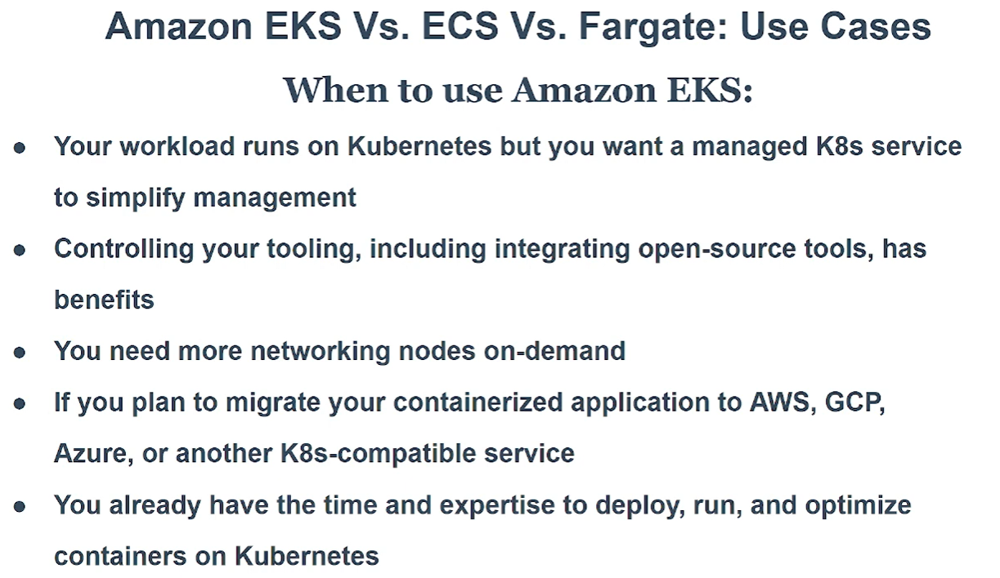 Amazon EKS Vs. ECS Vs. Fargate: Use Cases
When to use Amazon EKS:
● Your workload runs on Kubernetes but you want a managed K8s service
to simplify management
● Controlling your tooling, including integrating open-source tools, has
benefits
● You need more networking nodes on-demand
● If you plan to migrate your containerized application to AWS, GCP,
Azure, or another K8s-compatible service
● You already have the time and expertise to deploy, run, and optimize
containers on Kubernetes